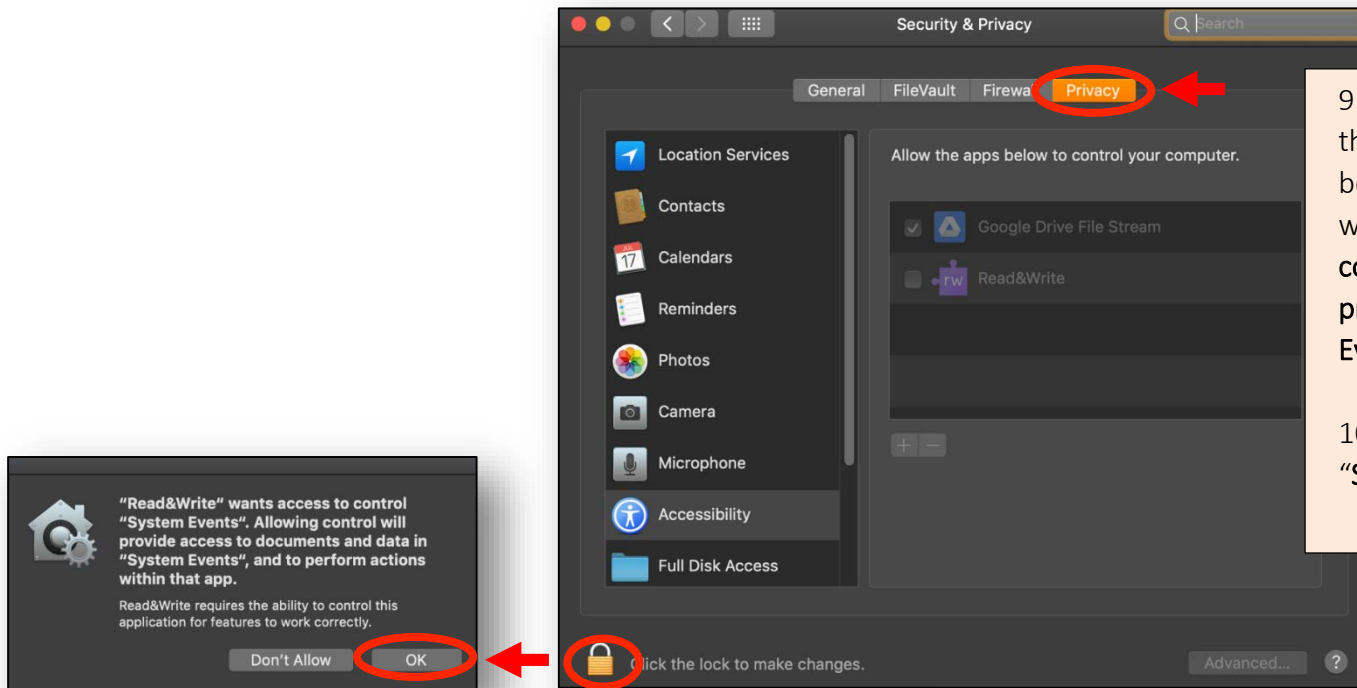 Security & Privacy
Search
General FileVault Firewa Privacy
Location Services
Contacts
JUL
17
Calendars
Reminders
Photos
Camera
Microphone
Accessibility
Full Disk Access
Allow the apps below to control your computer.
Google Drive File Stream
rw Read&Write
+ −
lick the lock to make changes.
Advanced... ?
"Read&Write" wants access to control
"System Events". Allowing control will
provide access to documents and data in
"System Events", and to perform actions
within that app.
Read&Write requires the ability to control this
application for features to work correctly.
Don't Allow OK
9